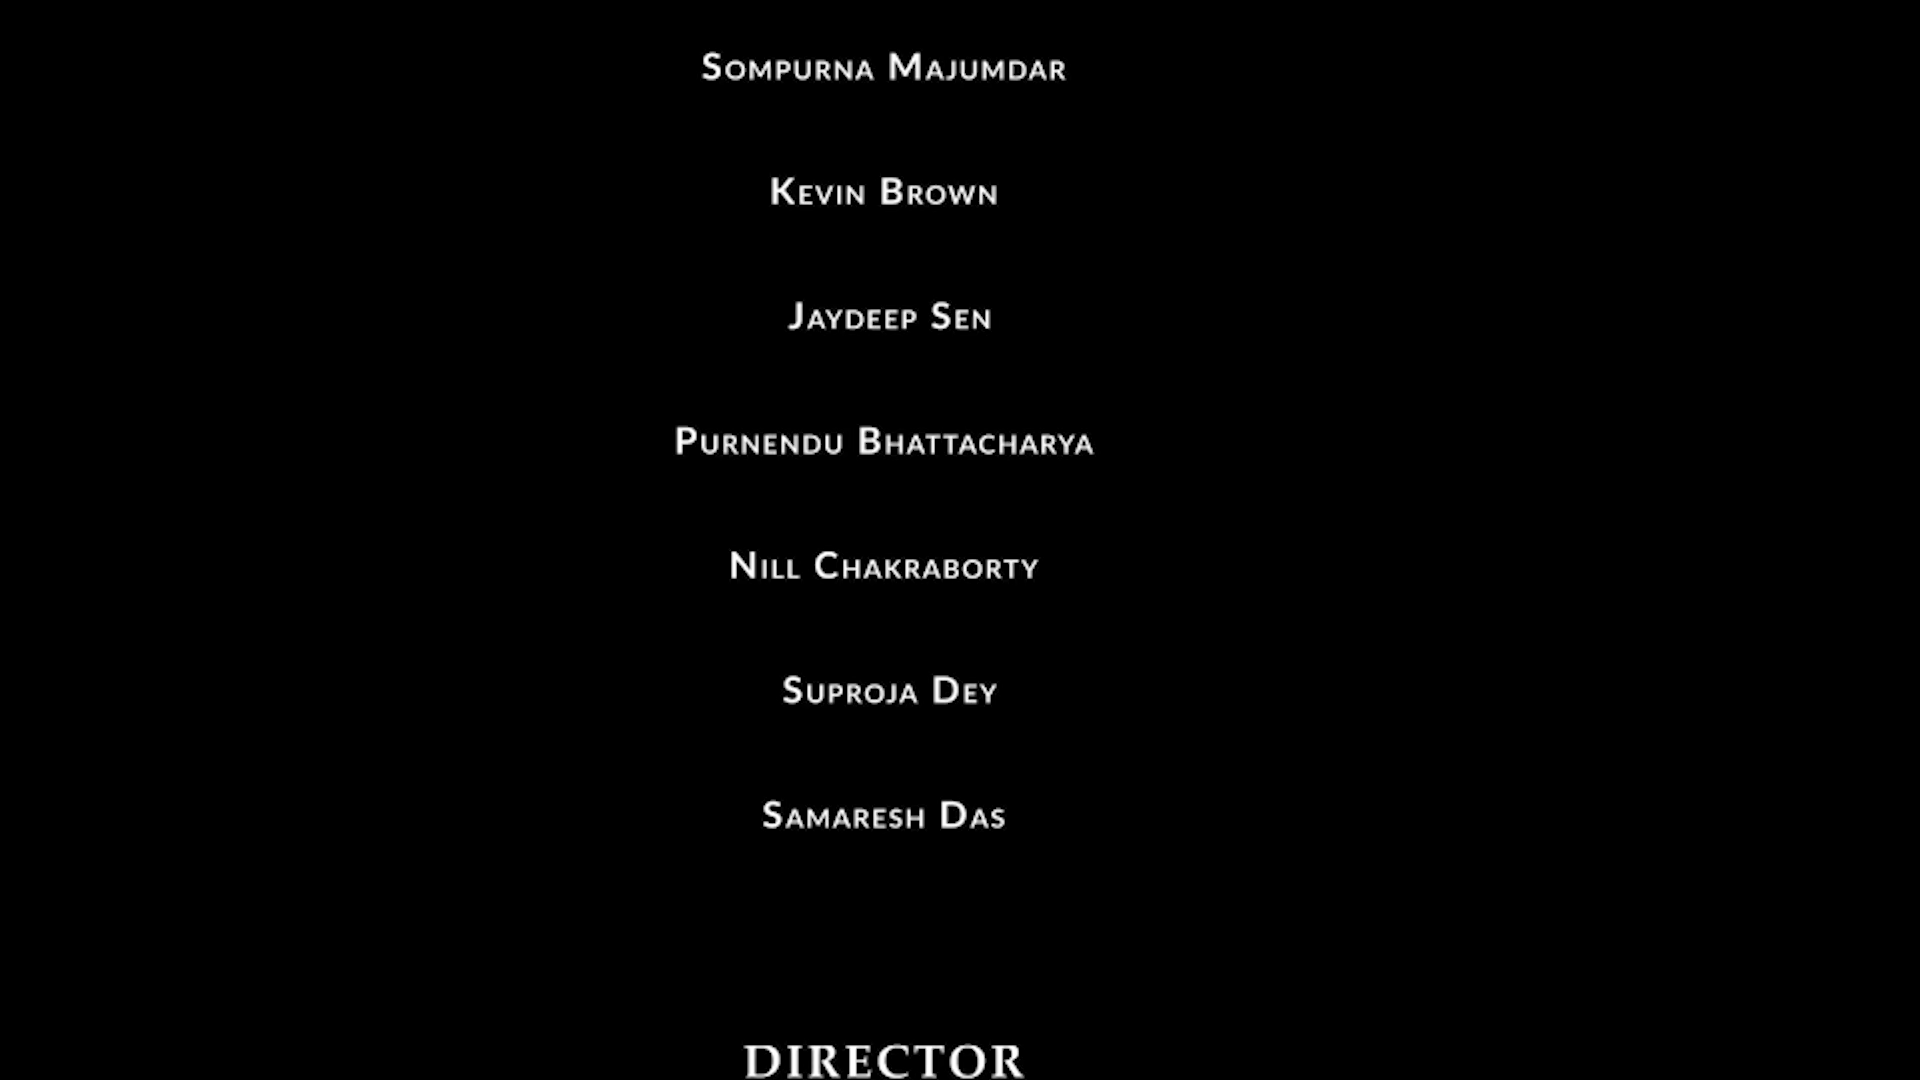 Sompurna Majumdar
Kevin Brown
Jaydeep Sen
Purnendu Bhattacharya
Nill Chakraborty
Suproja Dey
Samaresh Das
DIRECTOR